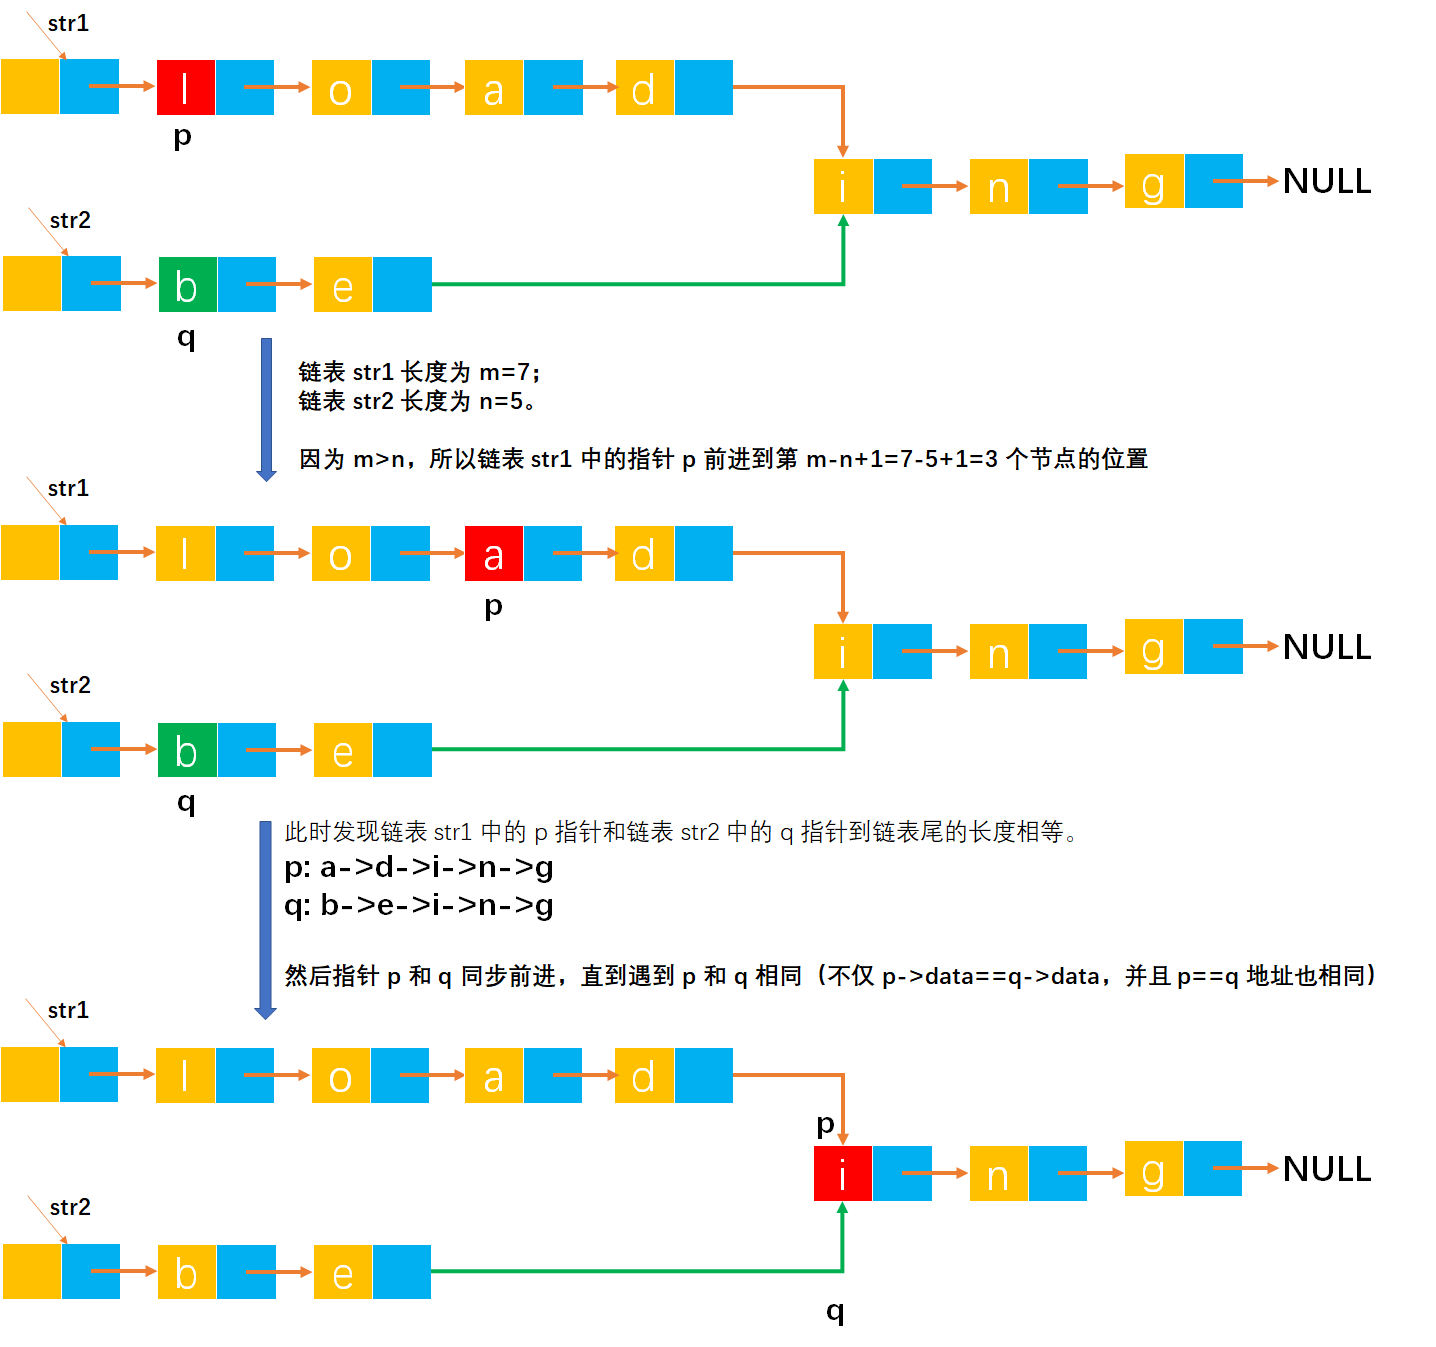 str1
l o a d
p
i n g NULL
str2
b e
q
链表 str1 长度为 m=7；
链表 str2 长度为 n=5。
因为 m>n，所以链表 str1 中的指针 p 前进到第 m-n+1=7-5+1=3 个节点的位置
str1
l o a d
p
i n g NULL
str2
b e
q
此时发现链表 str1 中的 p 指针和链表 str2 中的 q 指针到链表尾的长度相等。
p: a->d->i->n->g
q: b->e->i->n->g
然后指针 p 和 q 同步前进，直到遇到 p 和 q 相同（不仅 p->data==q->data，并且 p==q 地址也相同）
str1
l o a d
p
i n g NULL
str2
b e
q